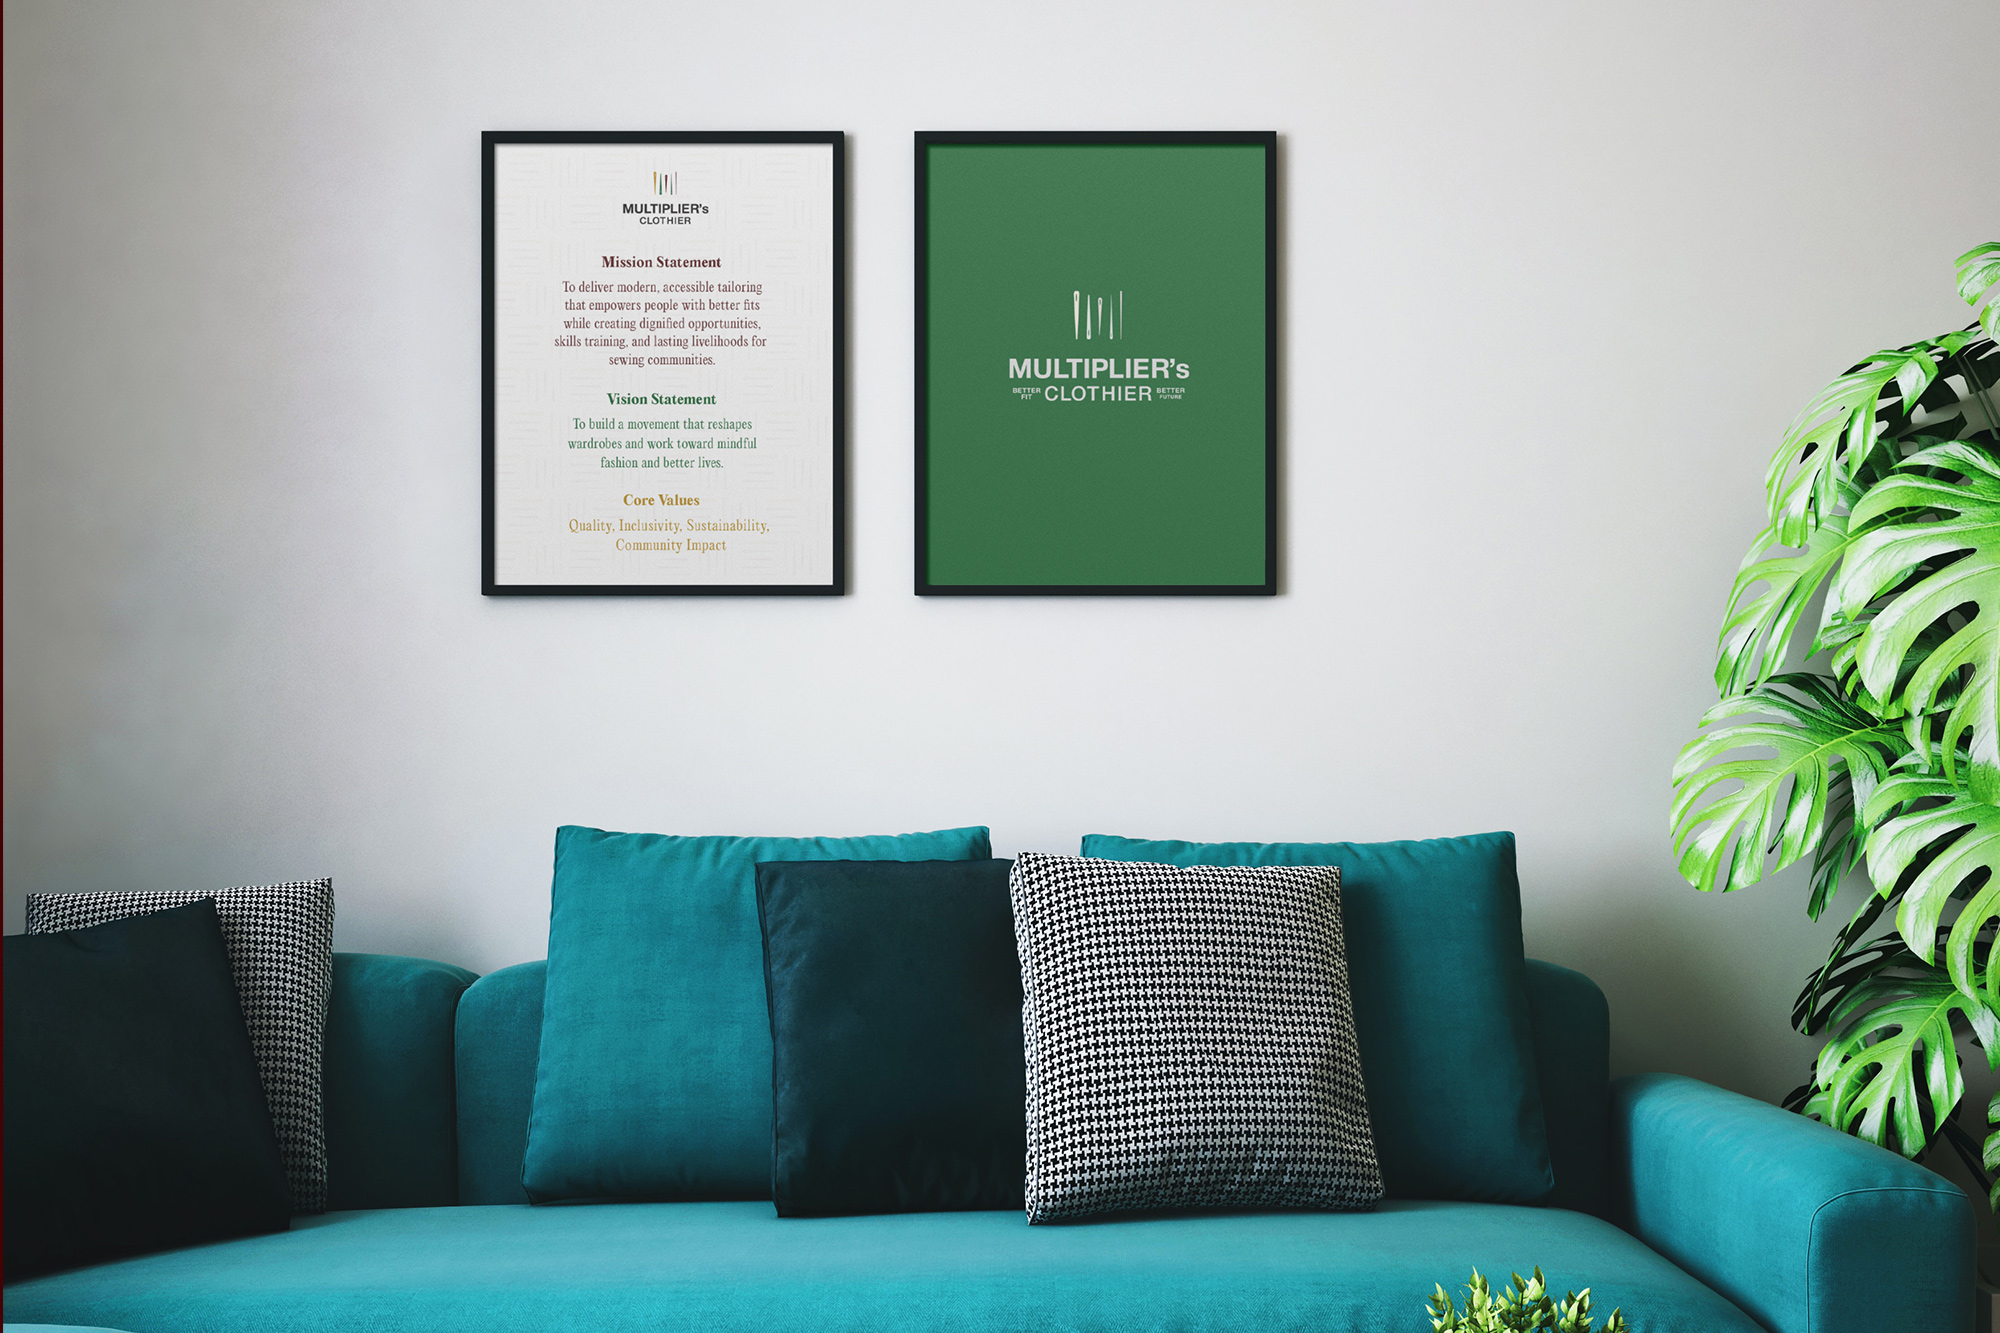 MULTIPLIER's
CLOTHIER
Mission Statement
To deliver modern, accessible tailoring
that empowers people with better fits
while creating dignified opportunities,
skills training, and lasting livelihoods for
sewing communities.
Vision Statement
To build a movement that reshapes
wardrobes and work toward mindful
fashion and better lives.
Core Values
Quality, Inclusivity, Sustainability,
Community Impact
MULTIPLIER's
BETTER FIT CLOTHIER BETTER FUTURE